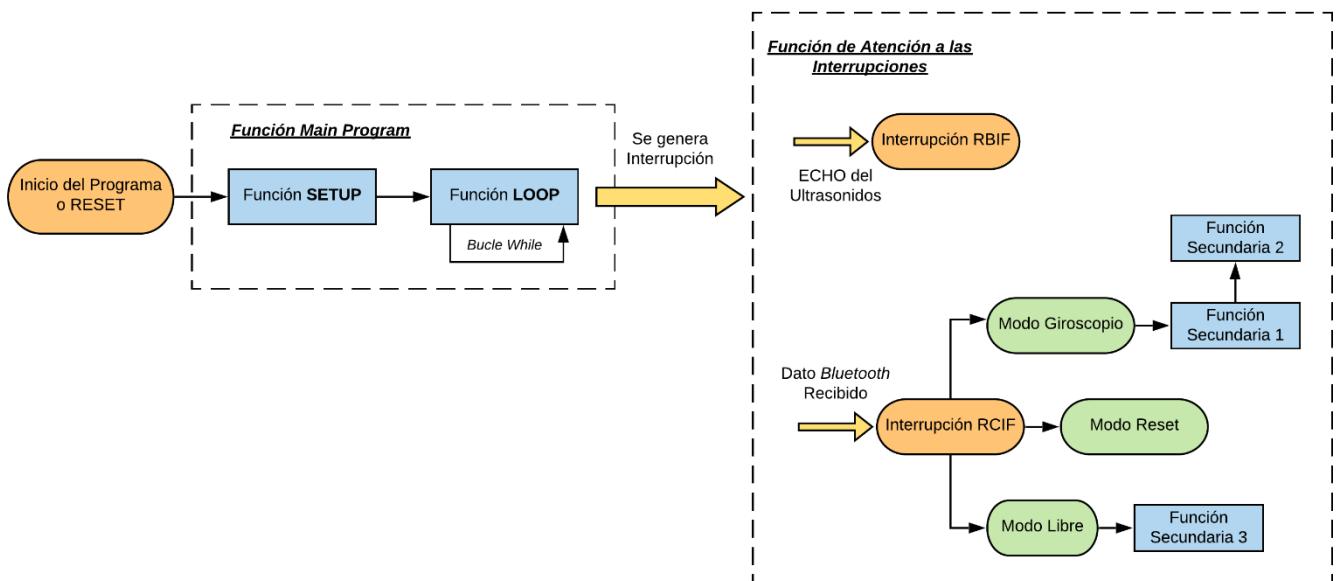 Función de Atención a las
Interrupciones
Función Main Program
Inicio del Programa
o RESET
Función SETUP
Función LOOP
Bucle While
Se genera
Interrupción
Interrupción RBIF
ECHO del
Ultrasonidos
Función
Secundaria 2
Modo Giroscopio
Función
Secundaria 1
Dato Bluetooth
Recibido
Interrupción RCIF
Modo Reset
Modo Libre
Función
Secundaria 3